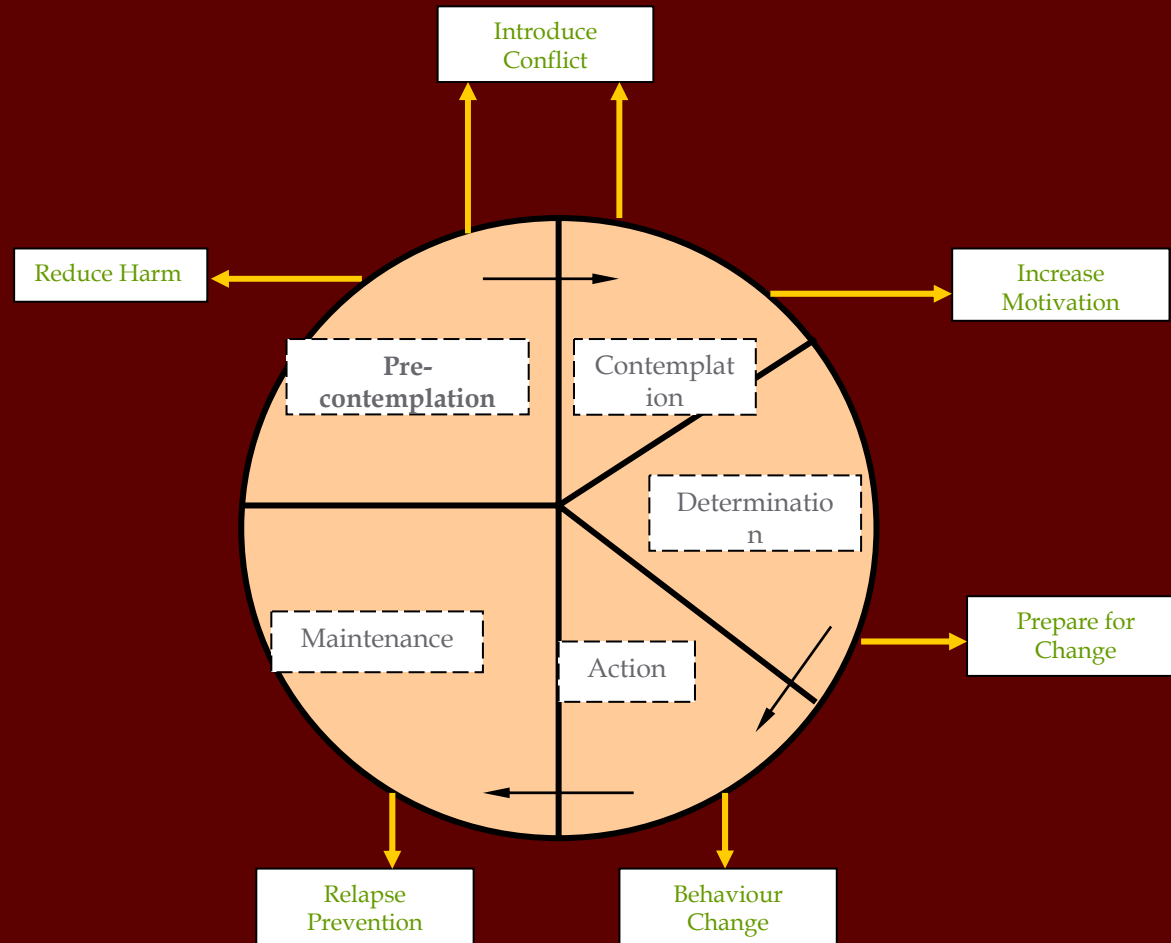 Introduce
Conflict
Reduce Harm
Increase
Motivation
Pre-
contemplation
Contemplat
ion
Determinatio
n
Maintenance
Action
Prepare for
Change
Relapse
Prevention
Behaviour
Change